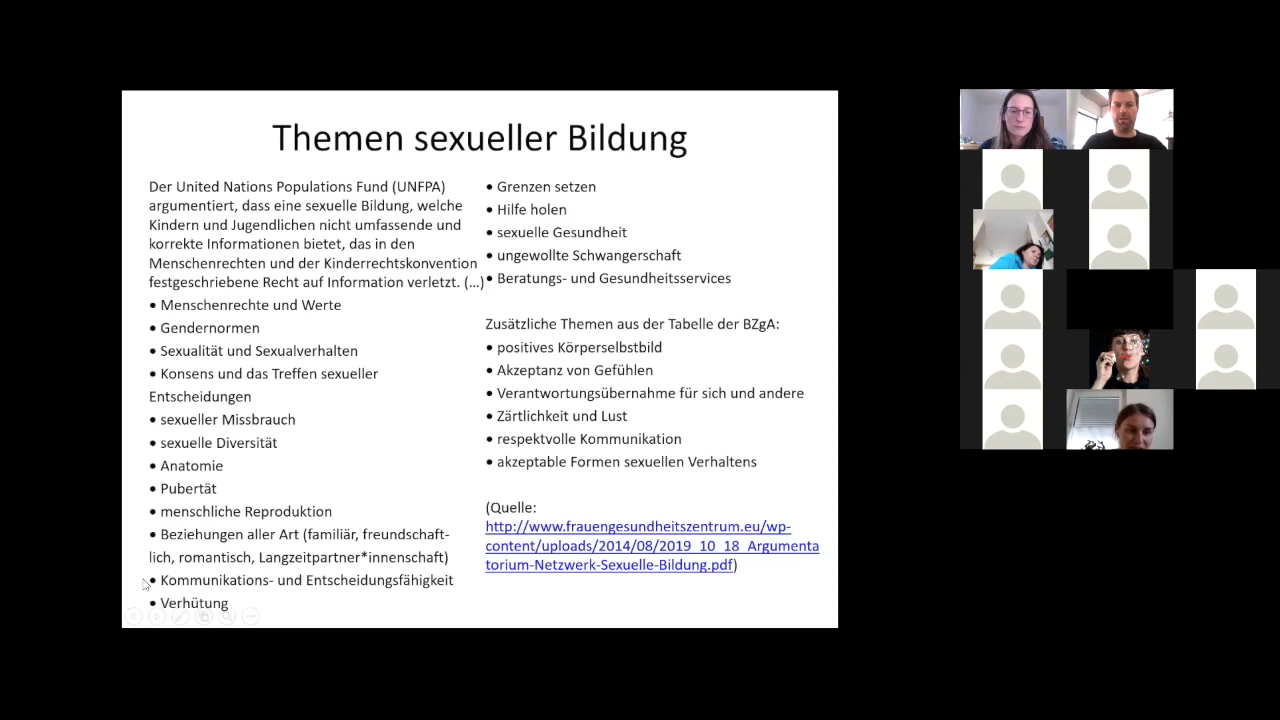 Themen sexueller Bildung
Der United Nations Populations Fund (UNFPA)
argumentiert, dass eine sexuelle Bildung, welche
Kindern und Jugendlichen nicht umfassende und
korrekte Informationen bietet, das in den
Menschenrechten und der Kinderrechtskonvention
festgeschriebene Recht auf Information verletzt. (...)
• Menschenrechte und Werte
• Gendernormen
• Sexualität und Sexualverhalten
• Konsens und das Treffen sexueller
Entscheidungen
• sexueller Missbrauch
• sexuelle Diversität
• Anatomie
• Pubertät
• menschliche Reproduktion
• Beziehungen aller Art (familiär, freundschaft-
lich, romantisch, Langzeitpartner*innenschaft)
• Kommunikations- und Entscheidungsfähigkeit
• Verhütung
• Grenzen setzen
• Hilfe holen
• sexuelle Gesundheit
• ungewollte Schwangerschaft
• Beratungs- und Gesundheitsservices
Zusätzliche Themen aus der Tabelle der BZgA:
• positives Körperselbstbild
• Akzeptanz von Gefühlen
• Verantwortungsübernahme für sich und andere
• Zärtlichkeit und Lust
• respektvolle Kommunikation
• akzeptable Formen sexuellen Verhaltens
(Quelle:
http://www.frauengesundheitszentrum.eu/wp-
content/uploads/2014/08/2019_10_18_Argumenta
torium-Netzwerk-Sexuelle-Bildung.pdf)